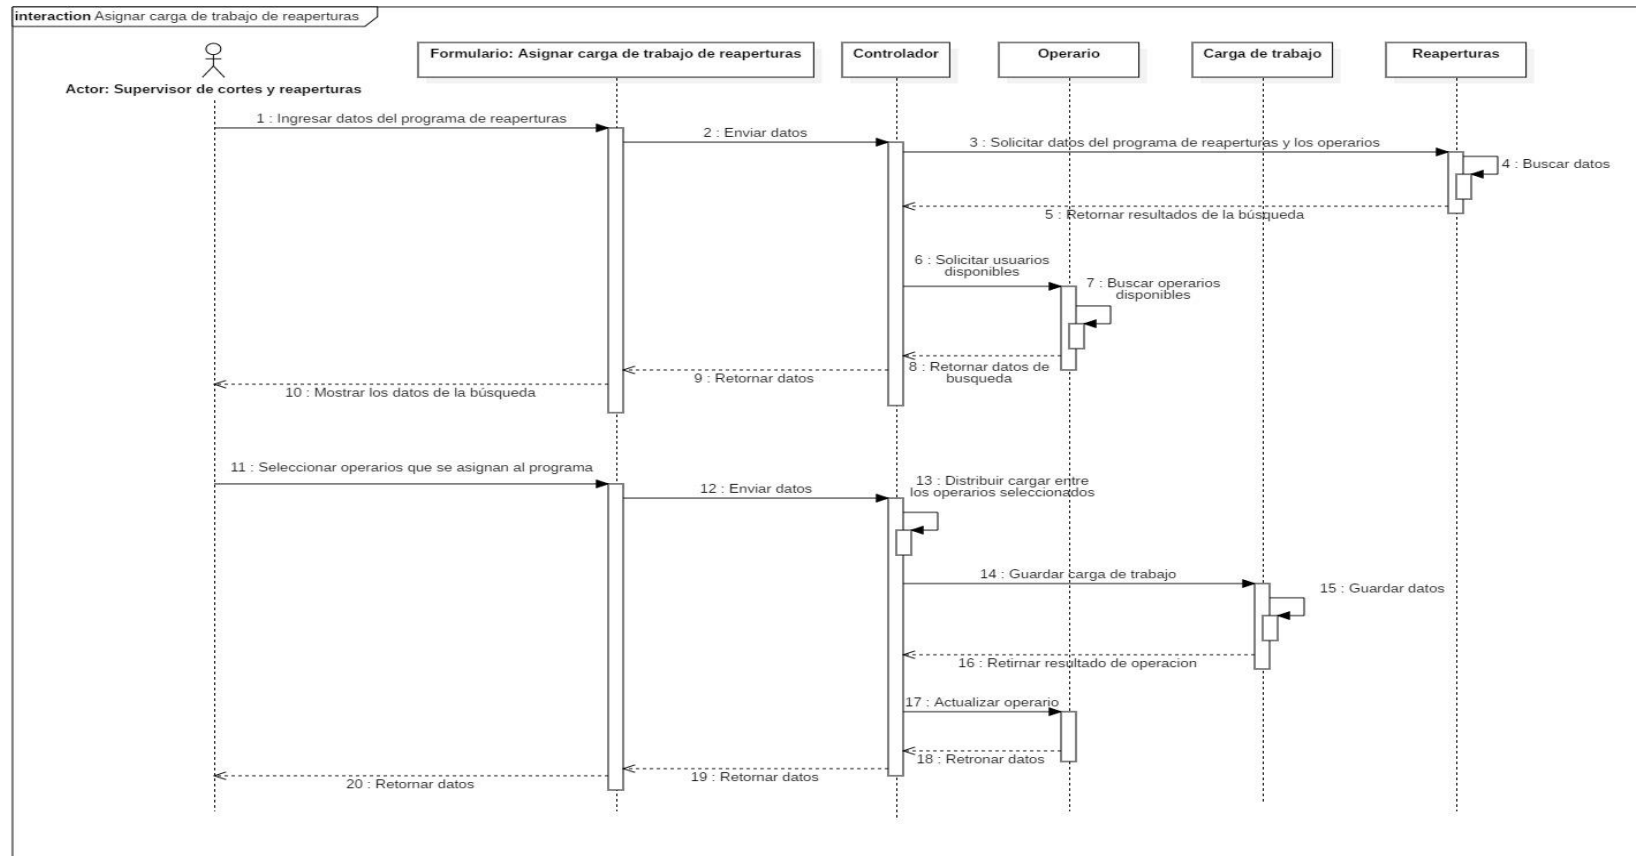 interaction Asignar carga de trabajo de reaperturas
Formulario: Asignar carga de trabajo de reaperturas
Controlador
Operario
Carga de trabajo
Reaperturas
Actor: Supervisor de cortes y reaperturas
1 : Ingresar datos del programa de reaperturas
2 : Enviar datos
3 : Solicitar datos del programa de reaperturas y los operarios
4 : Buscar datos
5 : Retornar resultados de la búsqueda
6 : Solicitar usuarios
disponibles
7 : Buscar operarios
disponibles
8 : Retornar datos de
busqueda
9 : Retornar datos
10 : Mostrar los datos de la búsqueda
11 : Seleccionar operarios que se asignan al programa
12 : Enviar datos
13 : Distribuir cargar entre
los operarios seleccionados
14 : Guardar carga de trabajo
15 : Guardar datos
16 : Retirnar resultado de operacion
17 : Actualizar operario
18 : Retronar datos
19 : Retornar datos
20 : Retornar datos